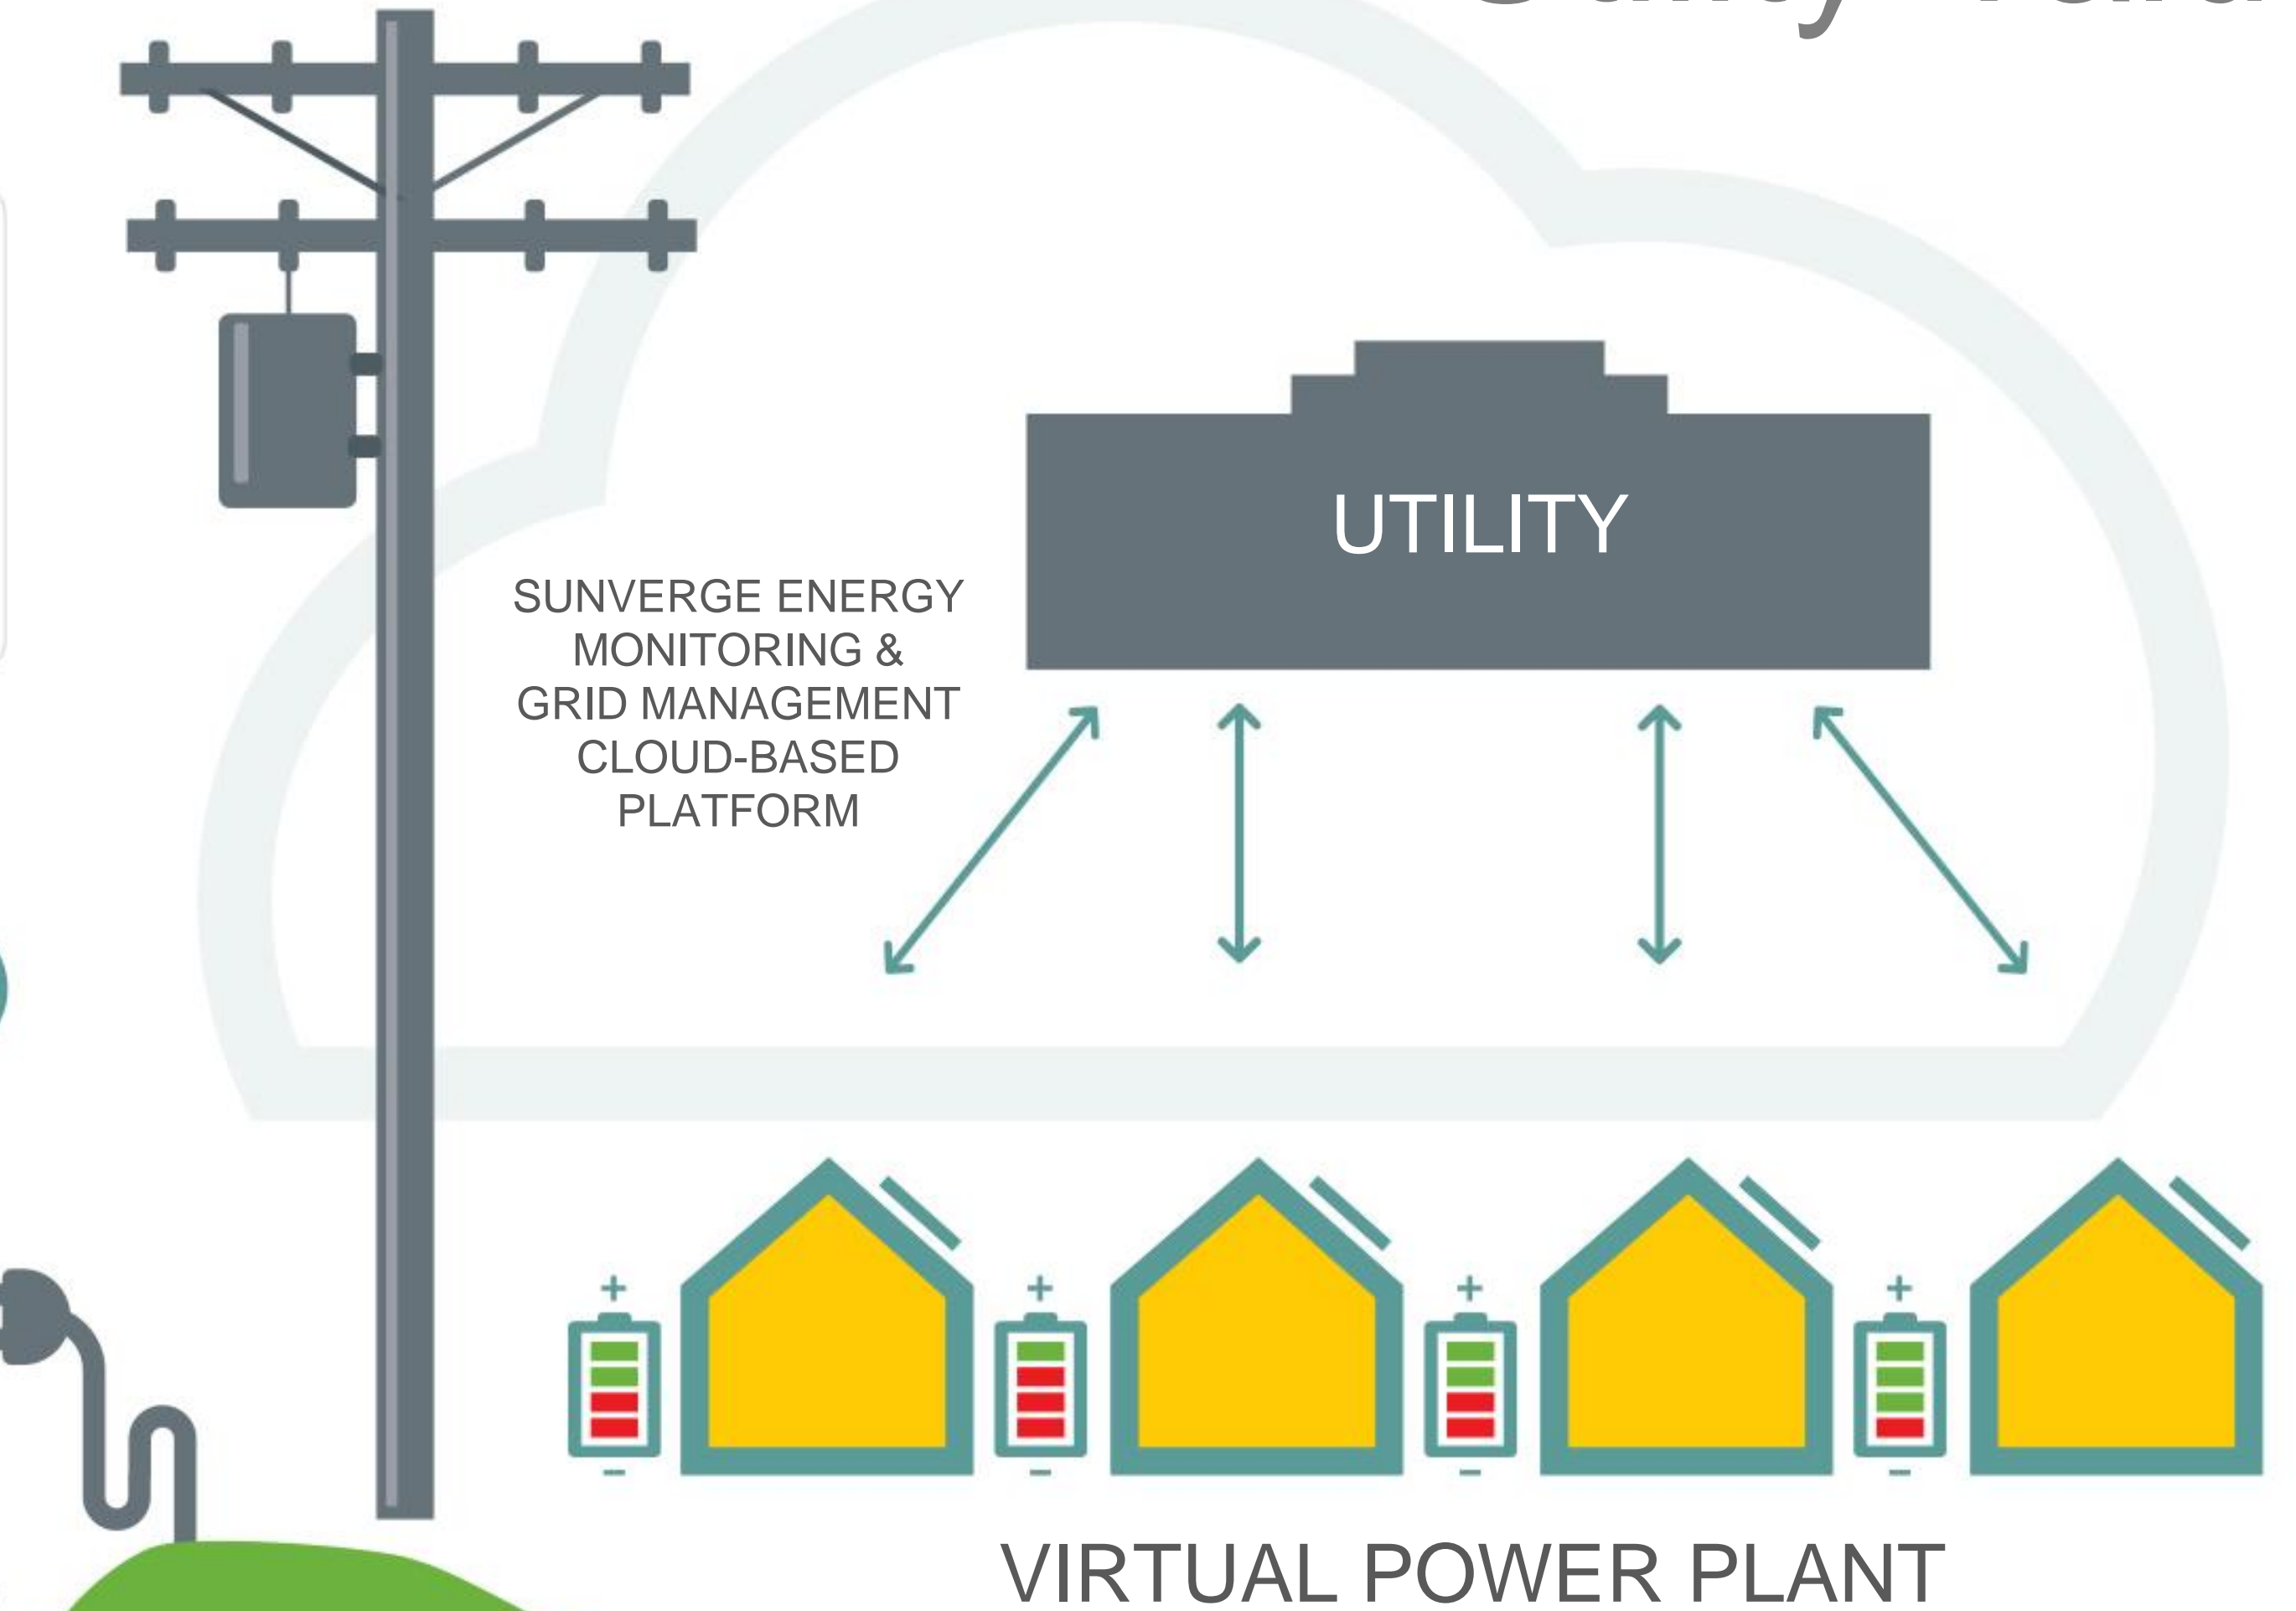 UTILITY
SUNVERGE ENERGY
MONITORING &
GRID MANAGEMENT
CLOUD-BASED
PLATFORM
+ + + +
− − − −
VIRTUAL POWER PLANT